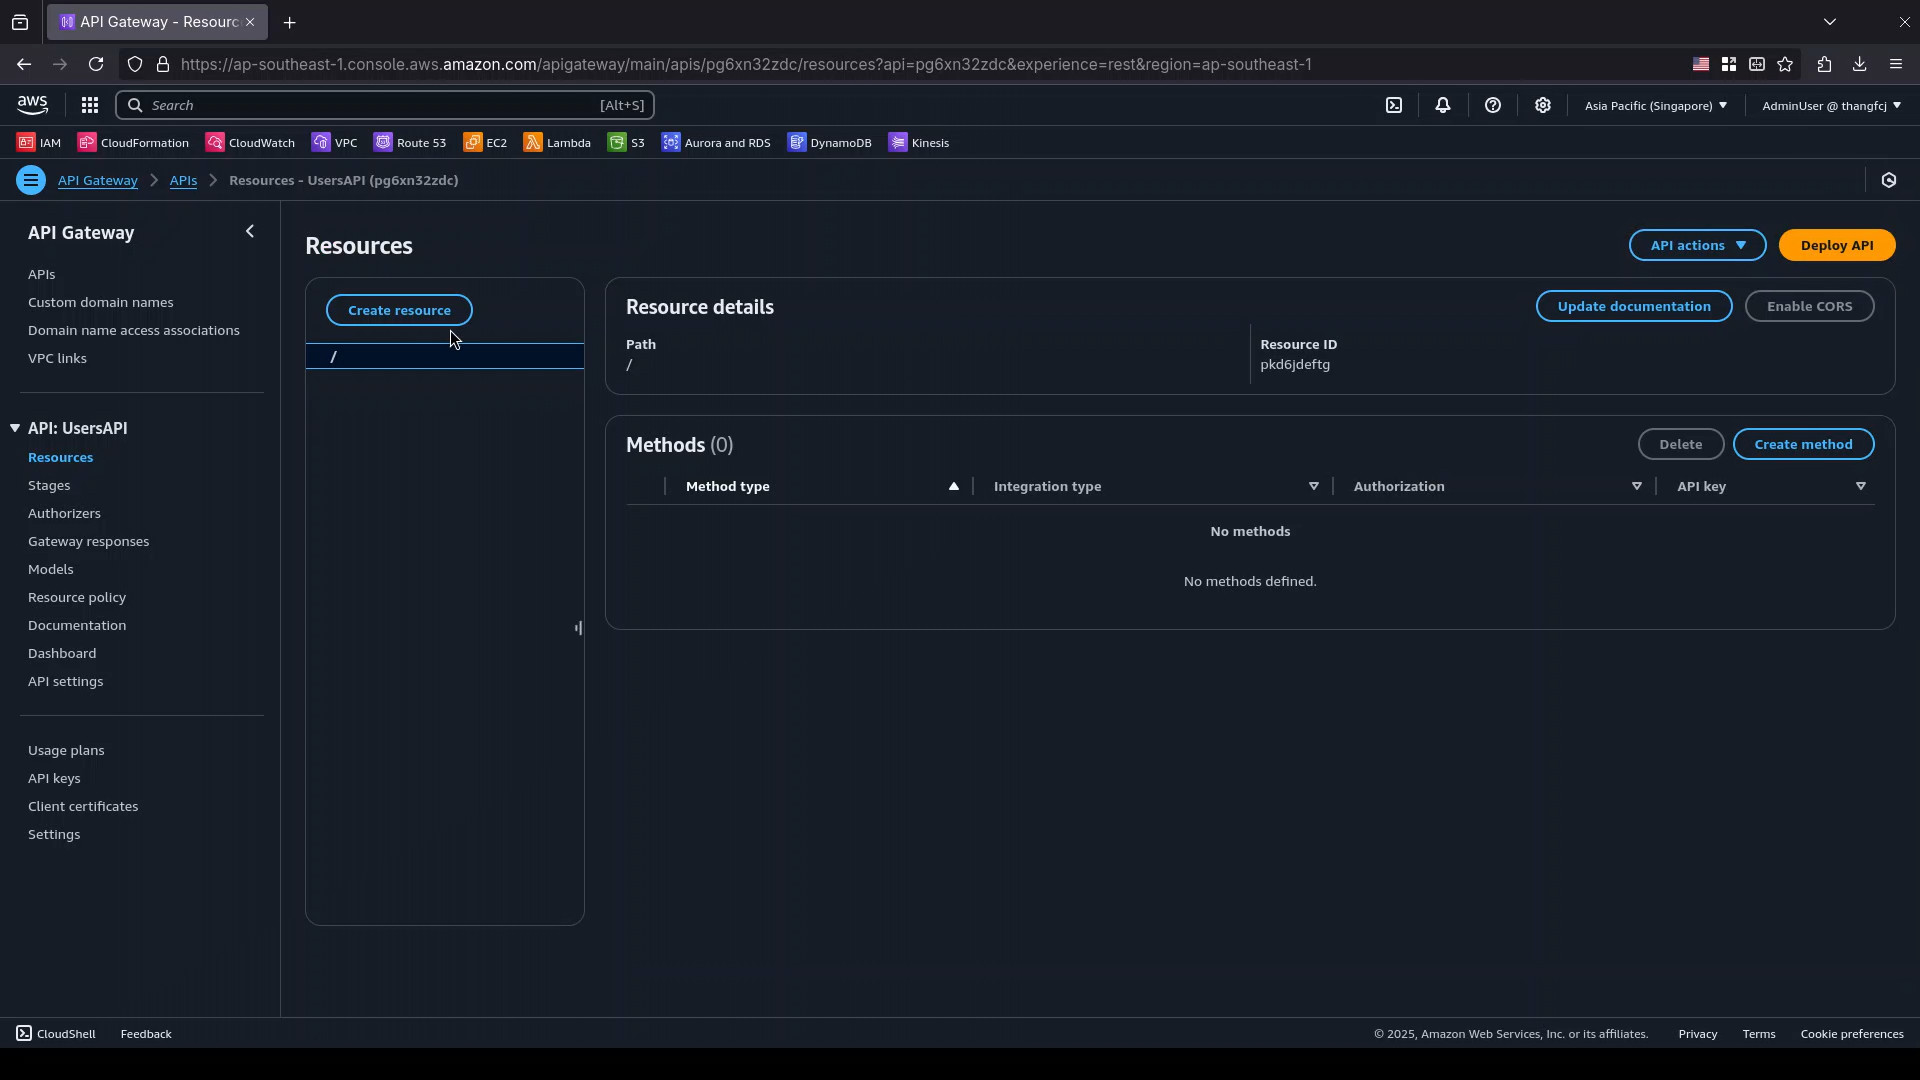 API Gateway - Resourc
https://ap-southeast-1.console.aws.amazon.com/apigateway/main/apis/pg6xn32zdc/resources?api=pg6xn32zdc&experience=rest&region=ap-southeast-1
aws
Search
[Alt+S]
Asia Pacific (Singapore)
AdminUser @ thangfcj
IAM
CloudFormation
CloudWatch
VPC
Route 53
EC2
Lambda
S3
Aurora and RDS
DynamoDB
Kinesis
API Gateway
APIs
Resources - UsersAPI (pg6xn32zdc)
API Gateway
APIs
Custom domain names
Domain name access associations
VPC links
API: UsersAPI
Resources
Stages
Authorizers
Gateway responses
Models
Resource policy
Documentation
Dashboard
API settings
Usage plans
API keys
Client certificates
Settings
Resources
API actions
Deploy API
Create resource
/
Resource details
Update documentation
Enable CORS
Path
/
Resource ID
pkd6jdeftg
Methods (0)
Delete
Create method
Method type
Integration type
Authorization
API key
No methods
No methods defined.
CloudShell
Feedback
© 2025, Amazon Web Services, Inc. or its affiliates.
Privacy
Terms
Cookie preferences